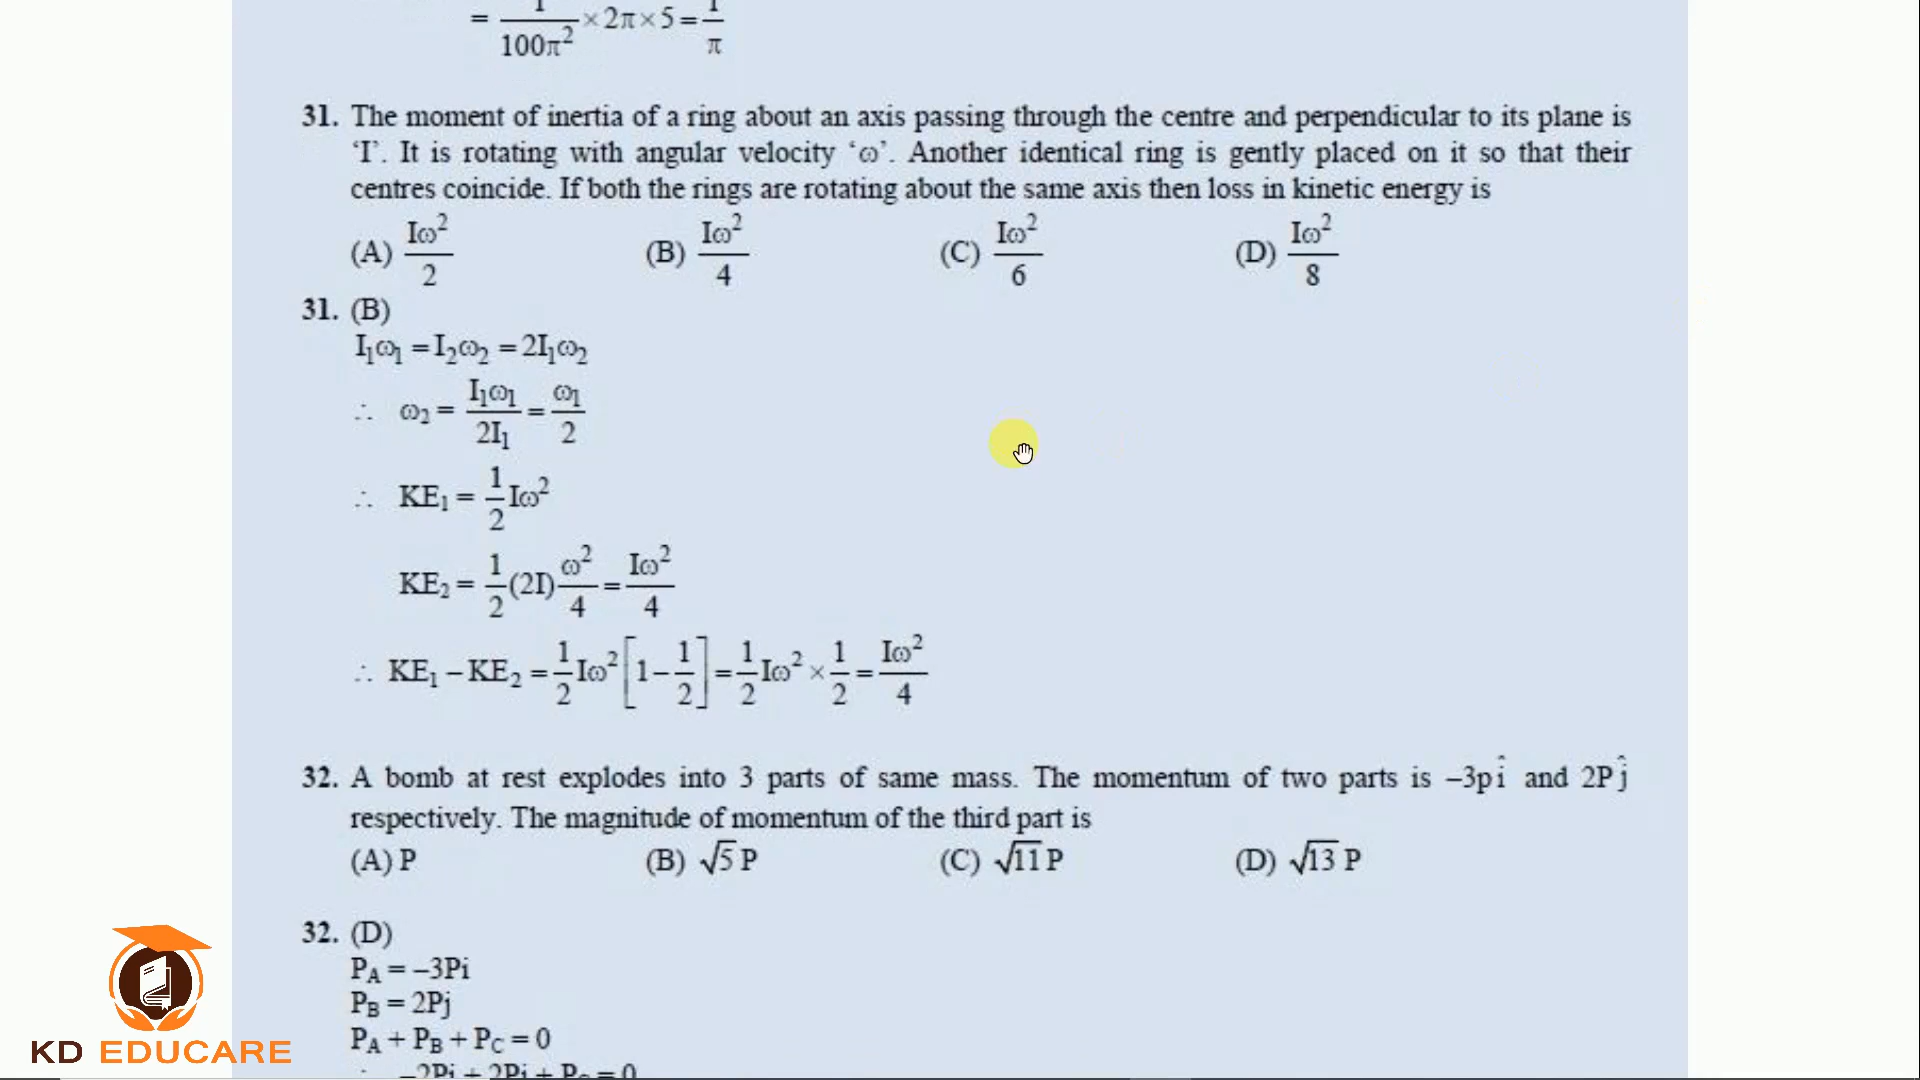 = 1/100π² × 2π × 5 = 1/π
31. The moment of inertia of a ring about an axis passing through the centre and perpendicular to its plane is
‘I’. It is rotating with angular velocity ‘ω’. Another identical ring is gently placed on it so that their
centres coincide. If both the rings are rotating about the same axis then loss in kinetic energy is
(A) Iω²/2 (B) Iω²/4 (C) Iω²/6 (D) Iω²/8
31. (B)
I₁ω₁ = I₂ω₂ = 2I₁ω₂
∴ ω₂ = I₁ω₁/2I₁ = ω₁/2
∴ KE₁ = 1/2 Iω²
KE₂ = 1/2 (2I) ω²/4 = Iω²/4
∴ KE₁ – KE₂ = 1/2 Iω² [1 – 1/2] = 1/2 Iω² × 1/2 = Iω²/4
32. A bomb at rest explodes into 3 parts of same mass. The momentum of two parts is –3p î and 2P ĵ
respectively. The magnitude of momentum of the third part is
(A) P (B) √5 P (C) √11 P (D) √13 P
32. (D)
P_A = –3Pi
P_B = 2Pj
P_A + P_B + P_C = 0
KD EDUCARE